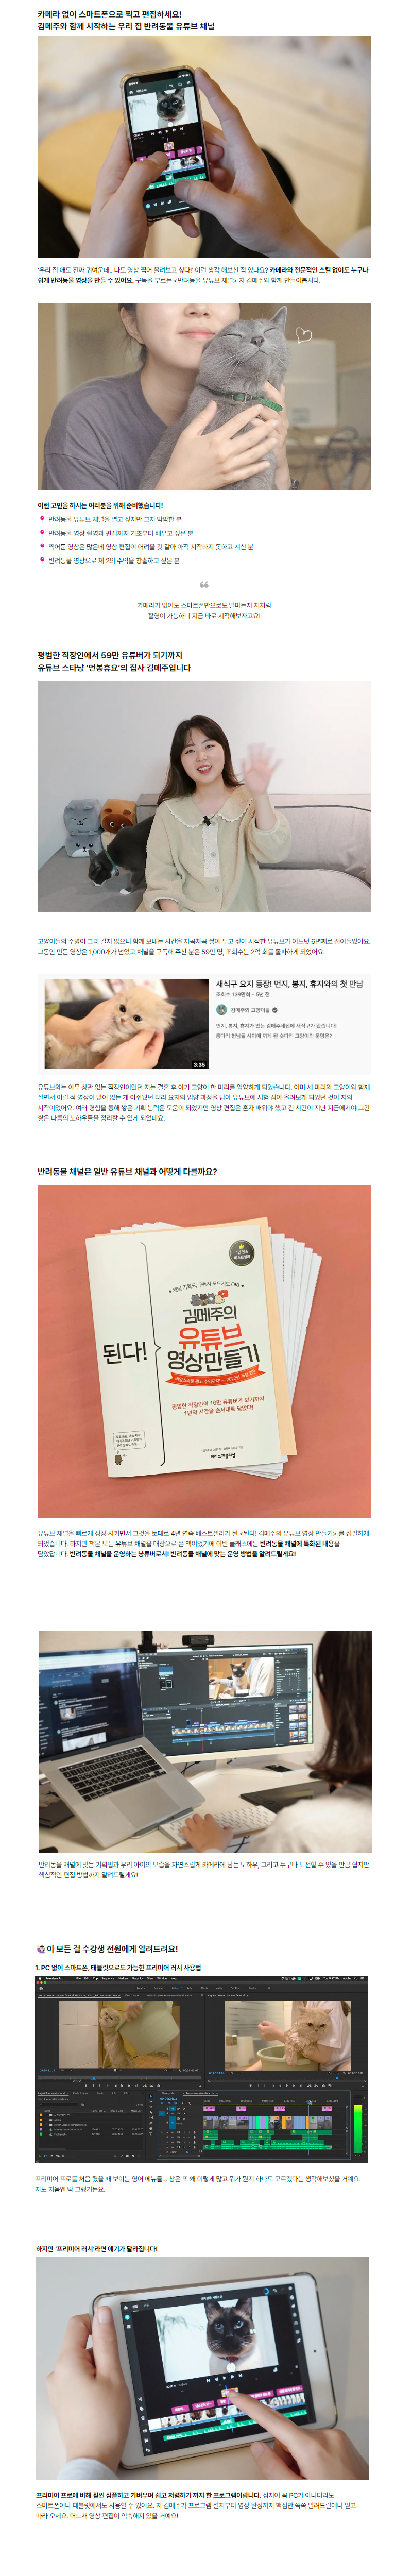 카메라 없이 스마트폰으로 찍고 편집하세요!
김메주와 함께 시작하는 우리 집 반려동물 유튜브 채널
'우리 집 애도 진짜 귀여운데.. 나도 영상 찍어 올려보고 싶다!' 이런 생각 해보신 적 있나요? 카메라와 전문적인 스킬 없이도 누구나
쉽게 반려동물 영상을 만들 수 있어요. 구독을 부르는 <반려동물 유튜브 채널> 저 김메주와 함께 만들어봅시다.
이런 고민을 하시는 여러분을 위해 준비했습니다!
반려동물 유튜브 채널을 열고 싶지만 그저 막막한 분
반려동물 영상 촬영과 편집까지 기초부터 배우고 싶은 분
찍어둔 영상은 많은데 영상 편집이 어려울 것 같아 아직 시작하지 못하고 계신 분
반려동물 영상으로 제 2의 수익을 창출하고 싶은 분
카메라가 없어도 스마트폰만으로도 얼마든지 저처럼
촬영이 가능하니 지금 바로 시작해보자고요!
평범한 직장인에서 59만 유튜버가 되기까지
유튜브 스타냥 '먼봉휴요'의 집사 김메주입니다
고양이들의 수명이 그리 길지 않으니 함께 보내는 시간을 차곡차곡 쌓아 두고 싶어 시작한 유튜브가 어느덧 6년째로 접어들었어요.
그동안 만든 영상은 1,000개가 넘었고 채널을 구독해 주신 분은 59만 명, 조회수는 2억 회를 돌파하게 되었어요.
새식구 요지 등장! 먼지, 봉지, 휴지와의 첫 만남
조회수 139만회 • 5년 전
김메주와 고양이들
먼지, 봉지, 휴지가 있는 김메주네집에 새식구가 왔습니다!
롱다리 형님들 사이에 끼게 된 숏다리 고양이의 운명은?
3:35
유튜브와는 아무 상관 없는 직장인이었던 저는 결혼 후 아기 고양이 한 마리를 입양하게 되었습니다. 이미 세 마리의 고양이와 함께
살면서 어릴 적 영상이 많이 없는 게 아쉬웠던 터라 요지의 입양 과정을 담아 유튜브에 시험 삼아 올려보게 되었던 것이 저의
시작이었어요. 여러 경험을 통해 쌓은 기획 능력은 도움이 되었지만 영상 편집은 혼자 배워야 했고 긴 시간이 지난 지금에서야 그간
쌓은 나름의 노하우들을 정리할 수 있게 되었네요.
반려동물 채널은 일반 유튜브 채널과 어떻게 다를까요?
채널 기획도, 구독자 모으기도 OK!
된다!
김메주의
유튜브
영상만들기
평범한 직장인이 10만 유튜버가 되기까지
1년의 시간을 순서대로 담았다!
이지스퍼블리싱
유튜브 채널을 빠르게 성장 시키면서 그것을 토대로 4년 연속 베스트셀러가 된 <된다! 김메주의 유튜브 영상 만들기> 를 집필하게
되었습니다. 하지만 책은 모든 유튜브 채널을 대상으로 쓴 책이었기에 이번 클래스에는 반려동물 채널에 특화된 내용을
담았답니다. 반려동물 채널을 운영하는 냥튜버로서! 반려동물 채널에 맞는 운영 방법을 알려드릴게요!
반려동물 채널에 맞는 기획법과 우리 아이의 모습을 자연스럽게 카메라에 담는 노하우, 그리고 누구나 도전할 수 있을 만큼 쉽지만
핵심적인 편집 방법까지 알려드릴게요!
이 모든 걸 수강생 전원에게 알려드려요!
1. PC 없이 스마트폰, 태블릿으로도 가능한 프리미어 러시 사용법
프리미어 프로를 처음 켰을 때 보이는 영어 메뉴들... 창은 또 왜 이렇게 많고 뭐가 뭔지 하나도 모르겠다는 생각해보셨을 거예요.
저도 처음엔 딱 그랬거든요.
하지만 '프리미어 러시'라면 얘기가 달라집니다!
프리미어 프로에 비해 훨씬 심플하고 가벼우며 쉽고 저렴하기 까지 한 프로그램이랍니다. 심지어 꼭 PC가 아니더라도
스마트폰이나 태블릿에서도 사용할 수 있어요. 저 김메주가 프로그램 설치부터 영상 완성까지 핵심만 쏙쏙 알려드릴테니 믿고
따라 오세요. 어느새 영상 편집이 익숙해져 있을 거예요!